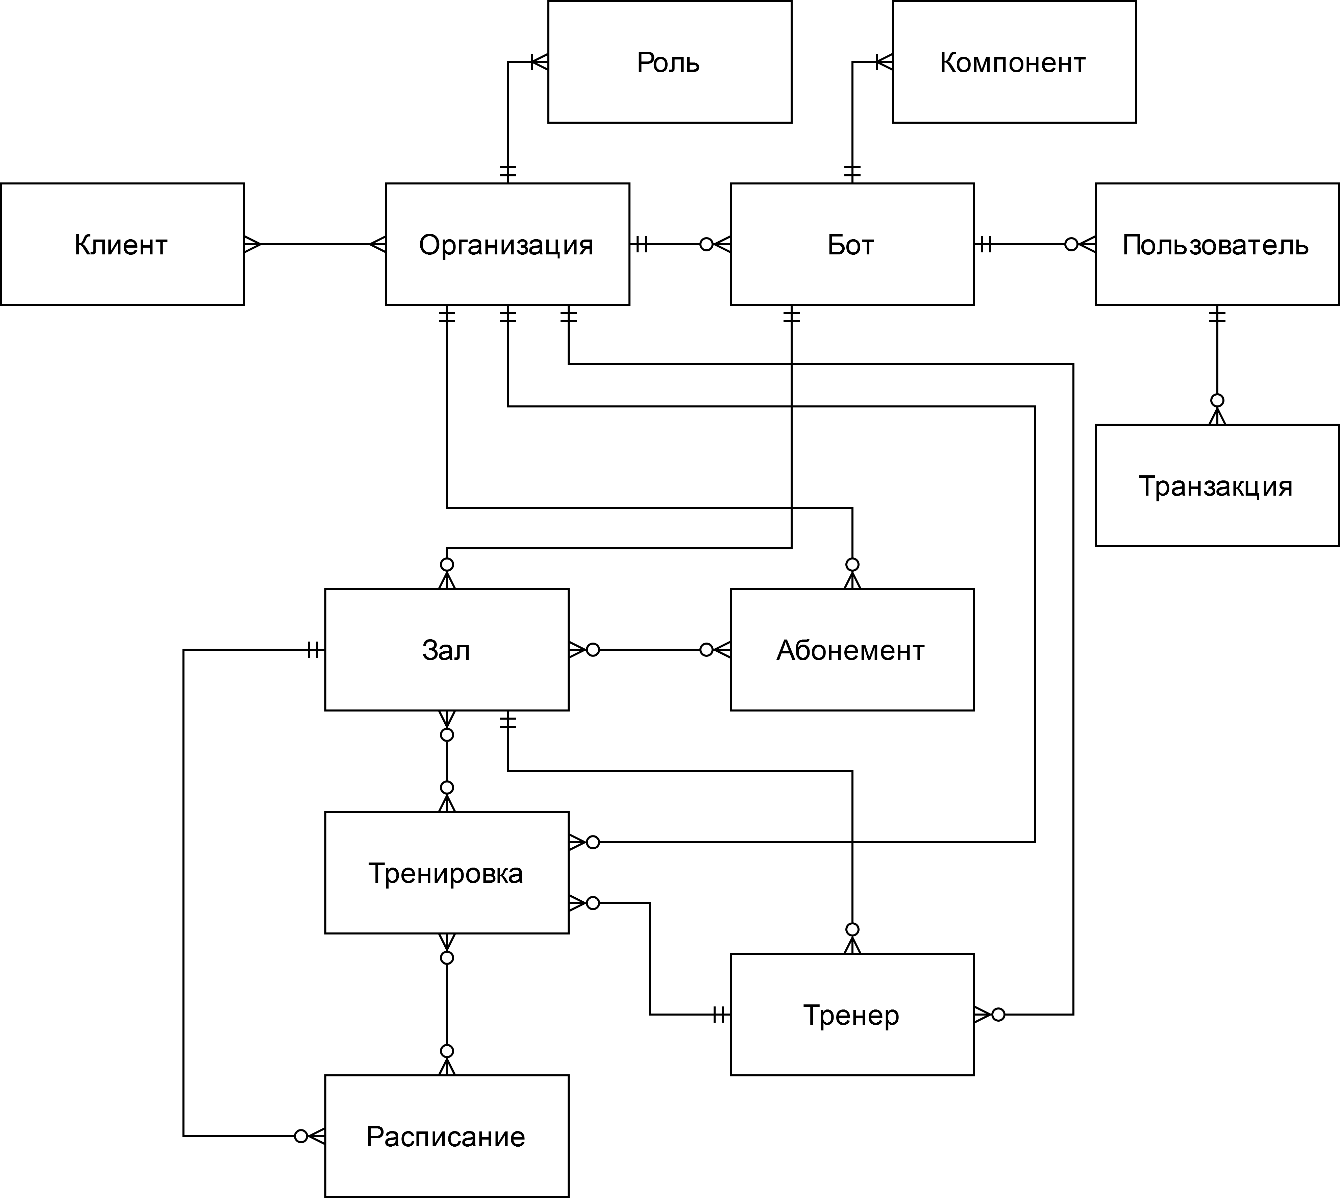 Роль
Компонент
Клиент
Организация
Бот
Пользователь
Транзакция
Зал
Абонемент
Тренировка
Тренер
Расписание